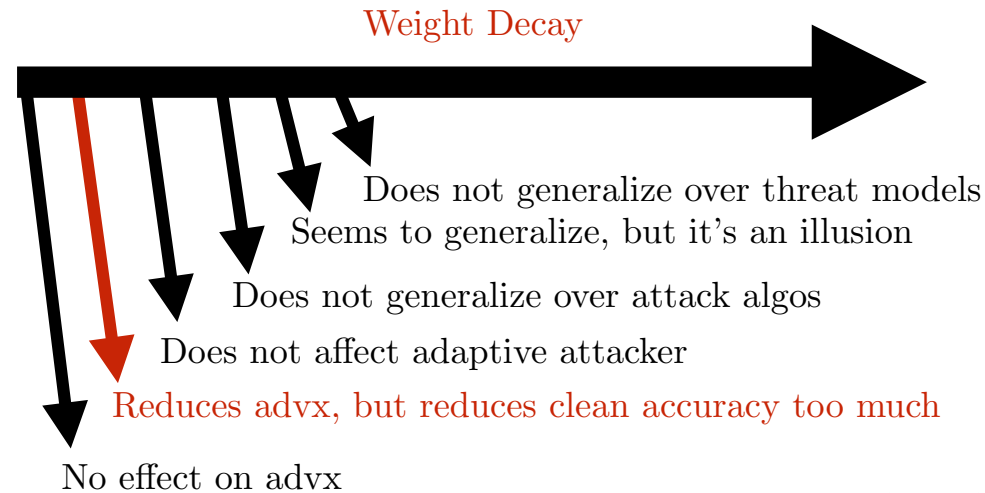 Weight Decay
Does not generalize over threat models
Seems to generalize, but it's an illusion
Does not generalize over attack algos
Does not affect adaptive attacker
Reduces advx, but reduces clean accuracy too much
No effect on advx